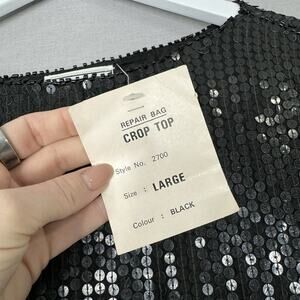 REPAIR BAG
CROP TOP
Style No. 2700
Size : LARGE
Colour : BLACK